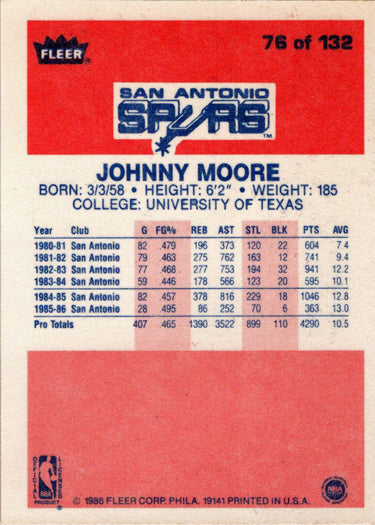 FLEER®
76 of 132
SAN ANTONIO
SPURS™
JOHNNY MOORE
BORN: 3/3/58 • HEIGHT: 6'2" • WEIGHT: 185
COLLEGE: UNIVERSITY OF TEXAS
Year Club G FG% REB AST STL BLK PTS AVG
1980-81 San Antonio 82 .479 196 373 120 22 604 7.4
1981-82 San Antonio 79 .463 275 762 163 12 741 9.4
1982-83 San Antonio 77 .468 277 753 194 32 941 12.2
1983-84 San Antonio 59 .446 178 566 123 20 595 10.1
1984-85 San Antonio 82 .457 378 816 229 18 1046 12.8
1985-86 San Antonio 28 .495 86 252 70 6 363 13.0
Pro Totals 407 .465 1390 3522 899 110 4290 10.5
OFFICIAL NBA LICENSED
PRODUCT
NBA
© 1986 FLEER CORP. PHILA. 19141 PRINTED IN U.S.A.